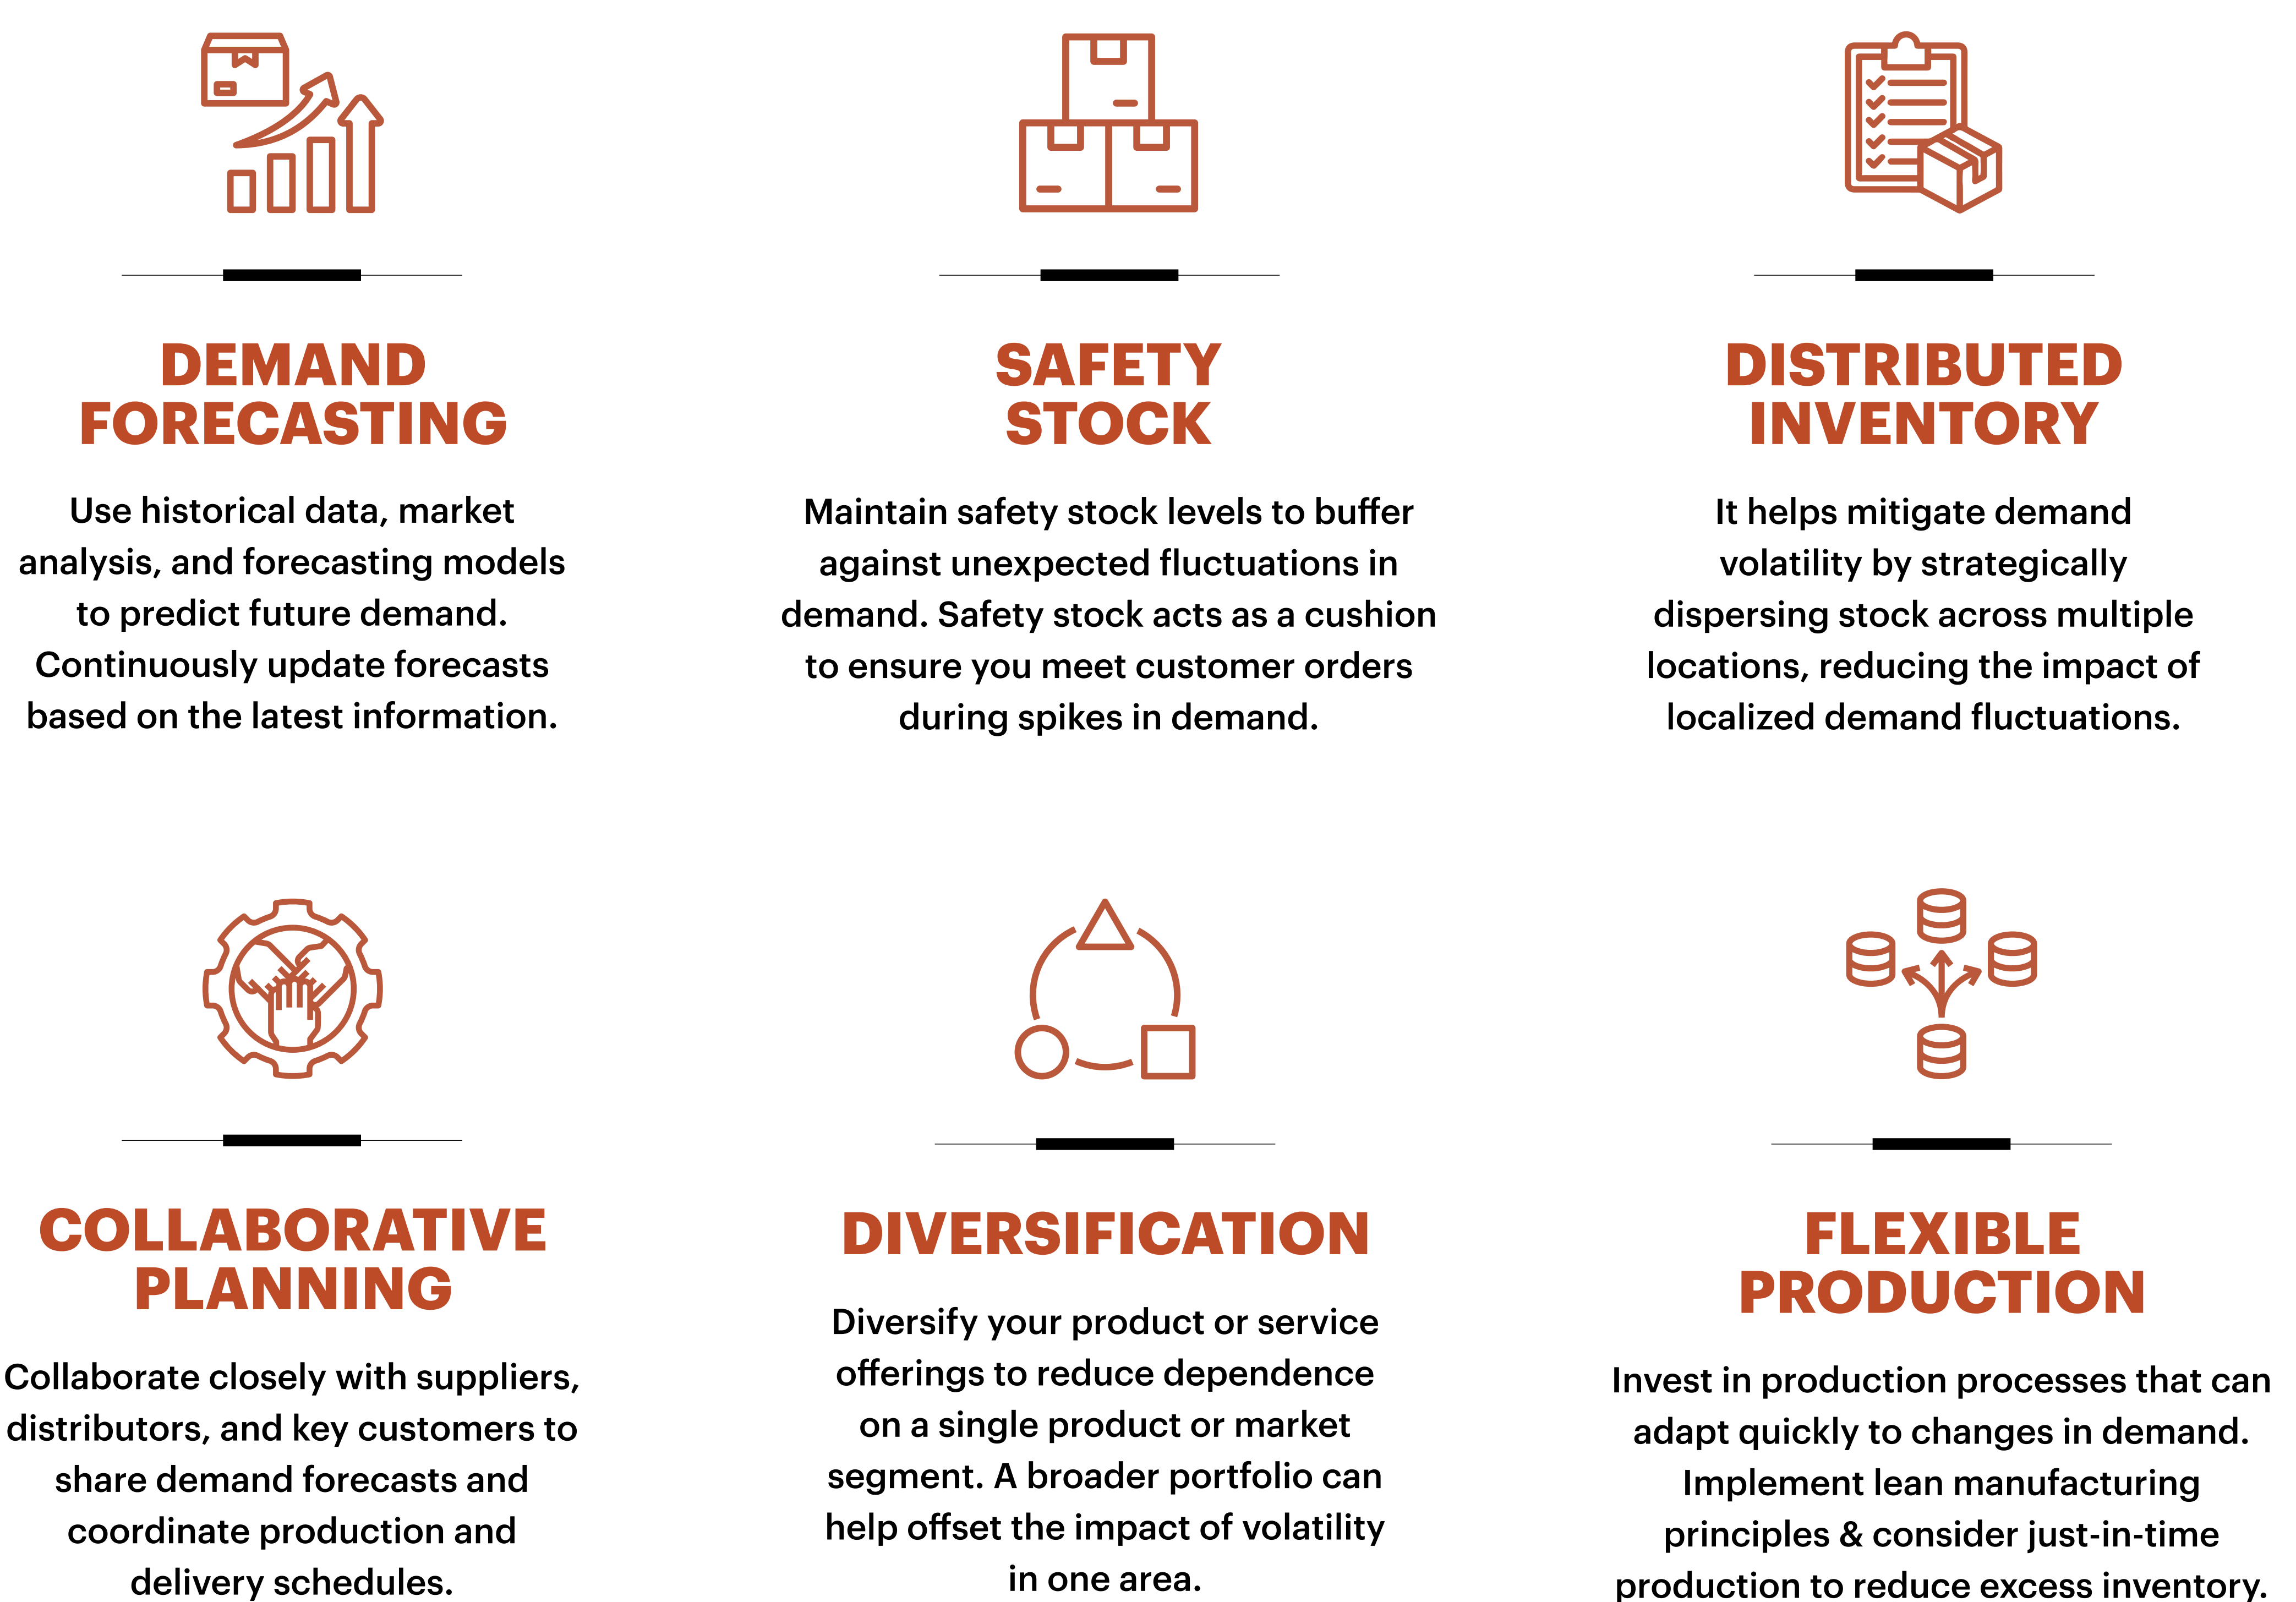 DEMAND
FORECASTING
Use historical data, market
analysis, and forecasting models
to predict future demand.
Continuously update forecasts
based on the latest information.
SAFETY
STOCK
Maintain safety stock levels to buffer
against unexpected fluctuations in
demand. Safety stock acts as a cushion
to ensure you meet customer orders
during spikes in demand.
DISTRIBUTED
INVENTORY
It helps mitigate demand
volatility by strategically
dispersing stock across multiple
locations, reducing the impact of
localized demand fluctuations.
COLLABORATIVE
PLANNING
Collaborate closely with suppliers,
distributors, and key customers to
share demand forecasts and
coordinate production and
delivery schedules.
DIVERSIFICATION
Diversify your product or service
offerings to reduce dependence
on a single product or market
segment. A broader portfolio can
help offset the impact of volatility
in one area.
FLEXIBLE
PRODUCTION
Invest in production processes that can
adapt quickly to changes in demand.
Implement lean manufacturing
principles & consider just-in-time
production to reduce excess inventory.